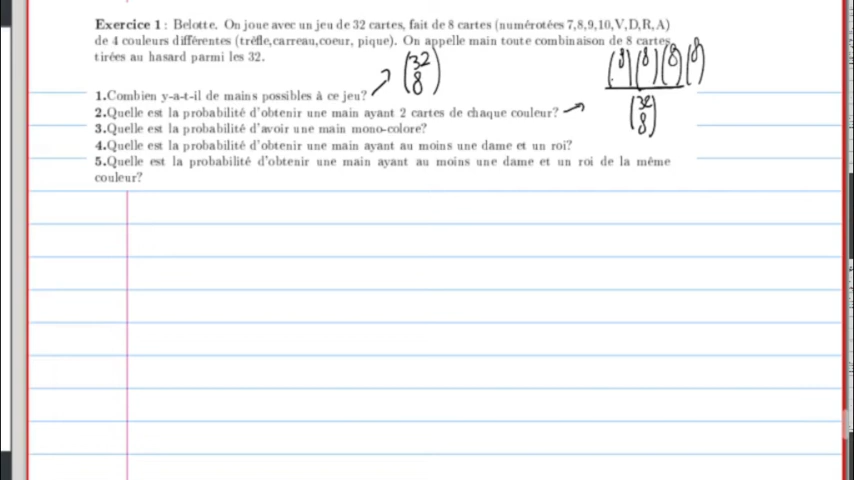 Exercice 1 : Belotte. On joue avec un jeu de 32 cartes, fait de 8 cartes (numérotées 7,8,9,10,V,D,R,A)
de 4 couleurs différentes (trêfle,carreau,coeur, pique). On appelle main toute combinaison de 8 cartes
tirées au hasard parmi les 32.
(32
8)
(8) (8) (8) (8)
(32
8)
1.Combien y-a-t-il de mains possibles à ce jeu?
2.Quelle est la probabilité d'obtenir une main ayant 2 cartes de chaque couleur?
3.Quelle est la probabilité d'avoir une main mono-colore?
4.Quelle est la probabilité d'obtenir une main ayant au moins une dame et un roi?
5.Quelle est la probabilité d'obtenir une main ayant au moins une dame et un roi de la même
couleur?